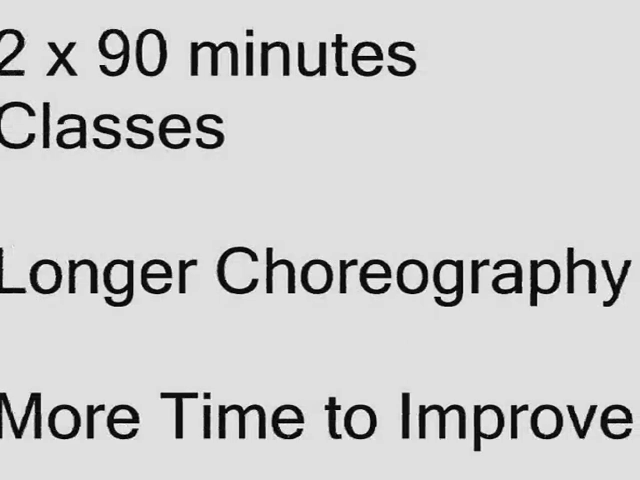 2 x 90 minutes
Classes
Longer Choreography
More Time to Improve